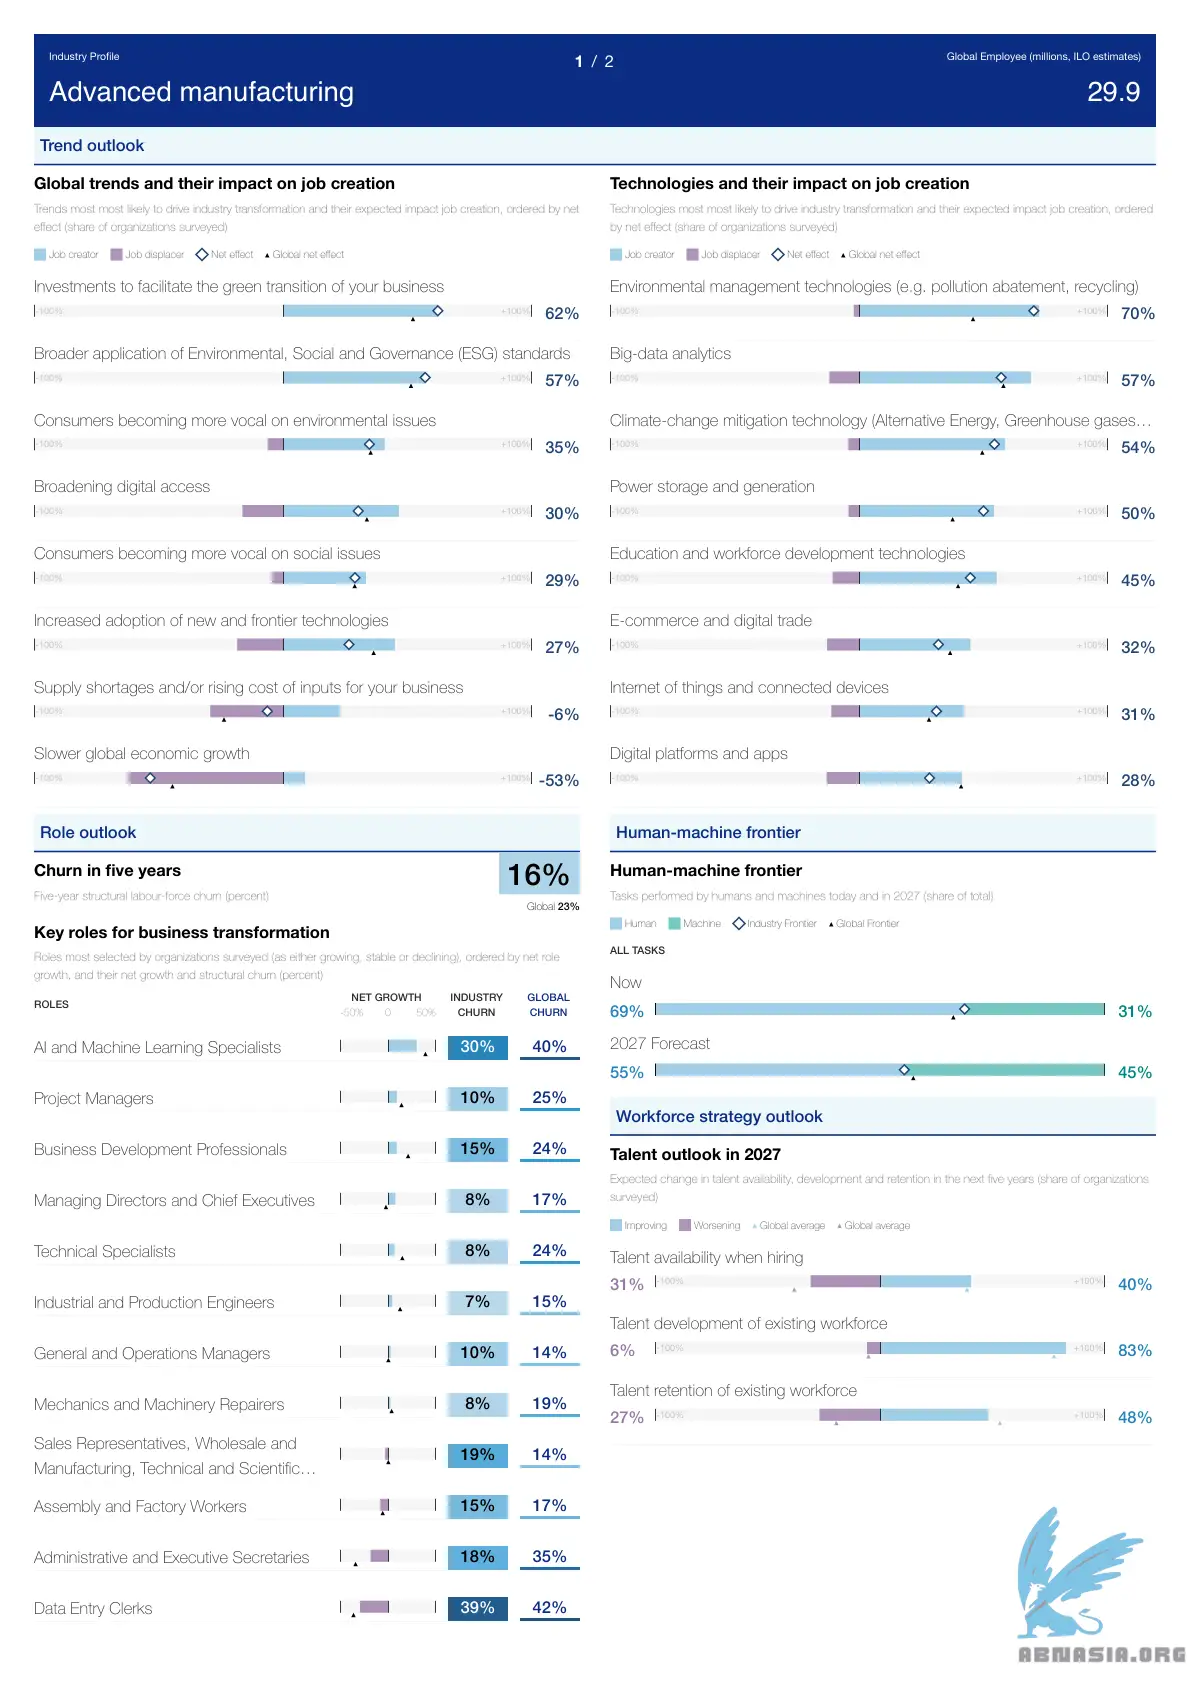 Industry Profile
1 / 2
Global Employee (millions, ILO estimates)
Advanced manufacturing
29.9
Trend outlook
Global trends and their impact on job creation
Trends most most likely to drive industry transformation and their expected impact job creation, ordered by net
effect (share of organizations surveyed)
Job creator Job displacer Net effect Global net effect
Investments to facilitate the green transition of your business
-100% +100% 62%
Broader application of Environmental, Social and Governance (ESG) standards
-100% +100% 57%
Consumers becoming more vocal on environmental issues
-100% +100% 35%
Broadening digital access
-100% +100% 30%
Consumers becoming more vocal on social issues
-100% +100% 29%
Increased adoption of new and frontier technologies
-100% +100% 27%
Supply shortages and/or rising cost of inputs for your business
-100% +100% -6%
Slower global economic growth
-100% +100% -53%
Technologies and their impact on job creation
Technologies most most likely to drive industry transformation and their expected impact job creation, ordered
by net effect (share of organizations surveyed)
Job creator Job displacer Net effect Global net effect
Environmental management technologies (e.g. pollution abatement, recycling)
-100% +100% 70%
Big-data analytics
-100% +100% 57%
Climate-change mitigation technology (Alternative Energy, Greenhouse gases…
-100% +100% 54%
Power storage and generation
-100% +100% 50%
Education and workforce development technologies
-100% +100% 45%
E-commerce and digital trade
-100% +100% 32%
Internet of things and connected devices
-100% +100% 31%
Digital platforms and apps
-100% +100% 28%
Role outlook
Churn in five years
16%
Five-year structural labour-force churn (percent)
Global 23%
Key roles for business transformation
Roles most selected by organizations surveyed (as either growing, stable or declining), ordered by net role
growth, and their net growth and structural churn (percent)
ROLES NET GROWTH INDUSTRY CHURN GLOBAL CHURN
-50% 0 50%
AI and Machine Learning Specialists 30% 40%
Project Managers 10% 25%
Business Development Professionals 15% 24%
Managing Directors and Chief Executives 8% 17%
Technical Specialists 8% 24%
Industrial and Production Engineers 7% 15%
General and Operations Managers 10% 14%
Mechanics and Machinery Repairers 8% 19%
Sales Representatives, Wholesale and
Manufacturing, Technical and Scientific… 19% 14%
Assembly and Factory Workers 15% 17%
Administrative and Executive Secretaries 18% 35%
Data Entry Clerks 39% 42%
Human-machine frontier
Human-machine frontier
Tasks performed by humans and machines today and in 2027 (share of total)
Human Machine Industry Frontier Global Frontier
ALL TASKS
Now
69% 31%
2027 Forecast
55% 45%
Workforce strategy outlook
Talent outlook in 2027
Expected change in talent availability, development and retention in the next five years (share of organizations
surveyed)
Improving Worsening Global average Global average
Talent availability when hiring
31% -100% +100% 40%
Talent development of existing workforce
6% -100% +100% 83%
Talent retention of existing workforce
27% -100% +100% 48%
ABNASIA.ORG